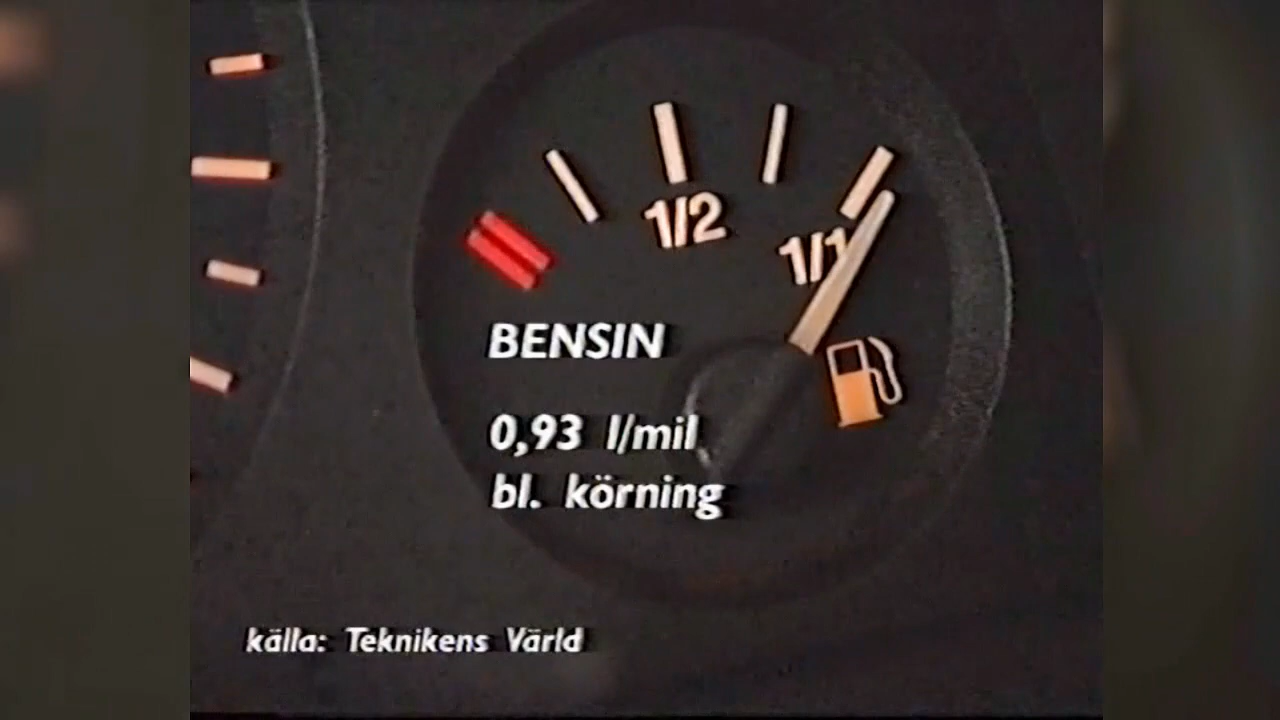 1/2
1/1
BENSIN
0,93 l/mil
bl. körning
källa: Teknikens Värld